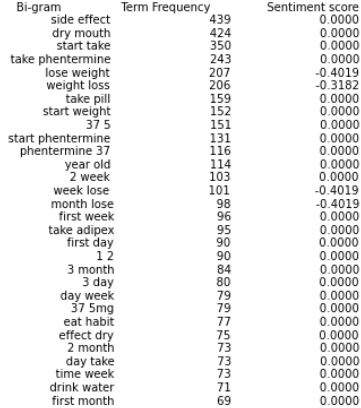 Bi-gram Term Frequency Sentiment score
side effect 439 0.0000
dry mouth 424 0.0000
start take 350 0.0000
take phentermine 243 0.0000
lose weight 207 -0.4019
weight loss 206 -0.3182
take pill 159 0.0000
start weight 152 0.0000
37 5 151 0.0000
start phentermine 131 0.0000
phentermine 37 116 0.0000
year old 114 0.0000
2 week 103 0.0000
week lose 101 -0.4019
month lose 98 -0.4019
first week 96 0.0000
take adipex 95 0.0000
first day 90 0.0000
1 2 90 0.0000
3 month 84 0.0000
3 day 80 0.0000
day week 79 0.0000
37 5mg 79 0.0000
eat habit 77 0.0000
effect dry 75 0.0000
2 month 73 0.0000
day take 73 0.0000
time week 73 0.0000
drink water 71 0.0000
first month 69 0.0000